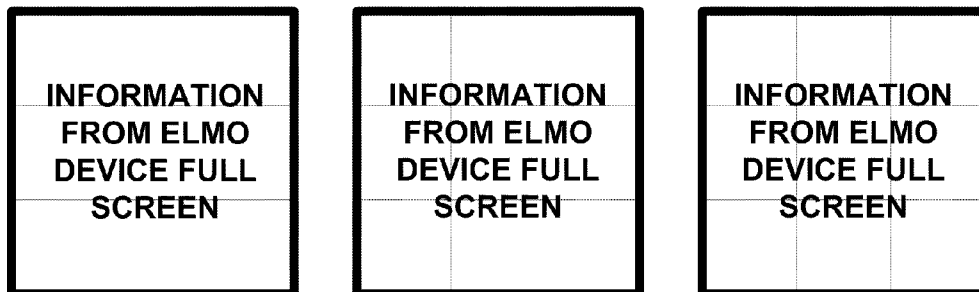 INFORMATION
FROM ELMO
DEVICE FULL
SCREEN
INFORMATION
FROM ELMO
DEVICE FULL
SCREEN
INFORMATION
FROM ELMO
DEVICE FULL
SCREEN